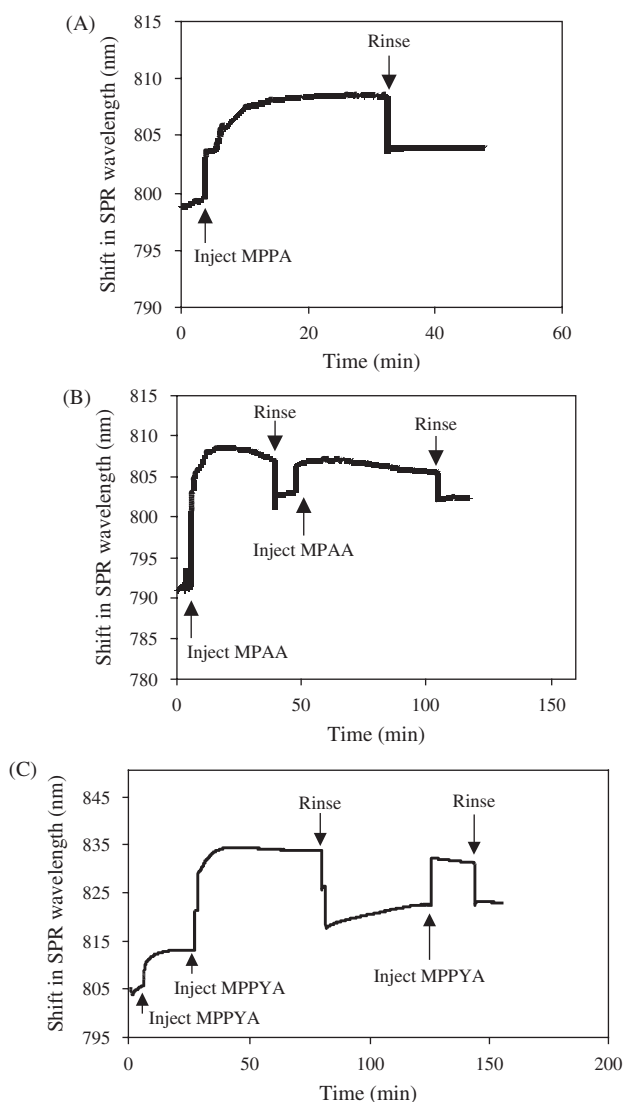 (A)
Shift in SPR wavelength (nm)
815
810
805
800
795
790
Rinse
Inject MPPA
0 20 40 60
Time (min)
(B)
Shift in SPR wavelength (nm)
815
810
805
800
795
790
785
780
Rinse
Rinse
Inject MPAA
Inject MPAA
0 50 100 150
Time (min)
(C)
Shift in SPR wavelength (nm)
845
835
825
815
805
795
Rinse
Rinse
Inject MPPYA
Inject MPPYA
Inject MPPYA
0 50 100 150 200
Time (min)